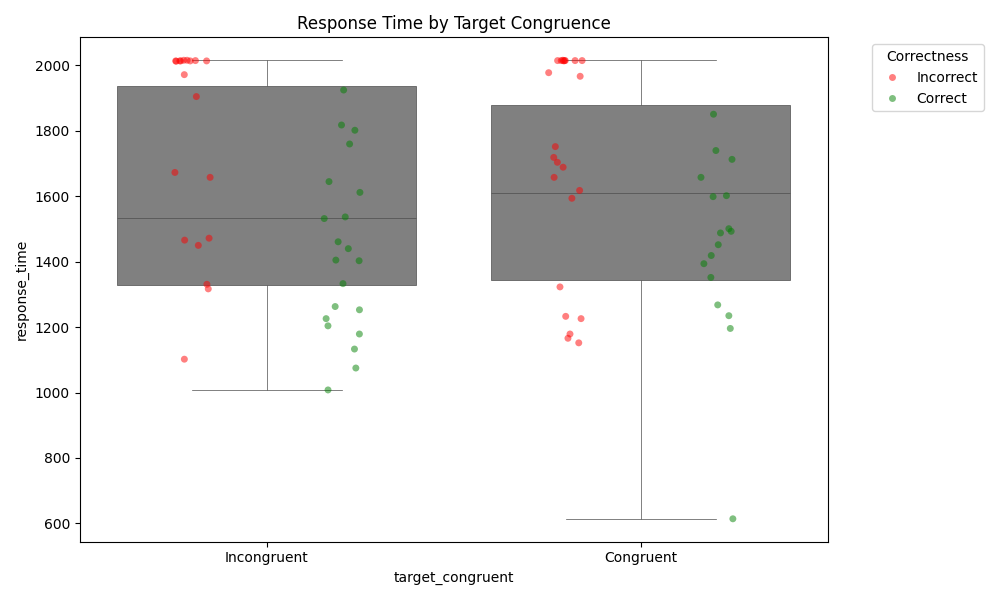 Response Time by Target Congruence
Correctness
Incorrect
Correct
response_time
2000
1800
1600
1400
1200
1000
800
600
Incongruent
Congruent
target_congruent